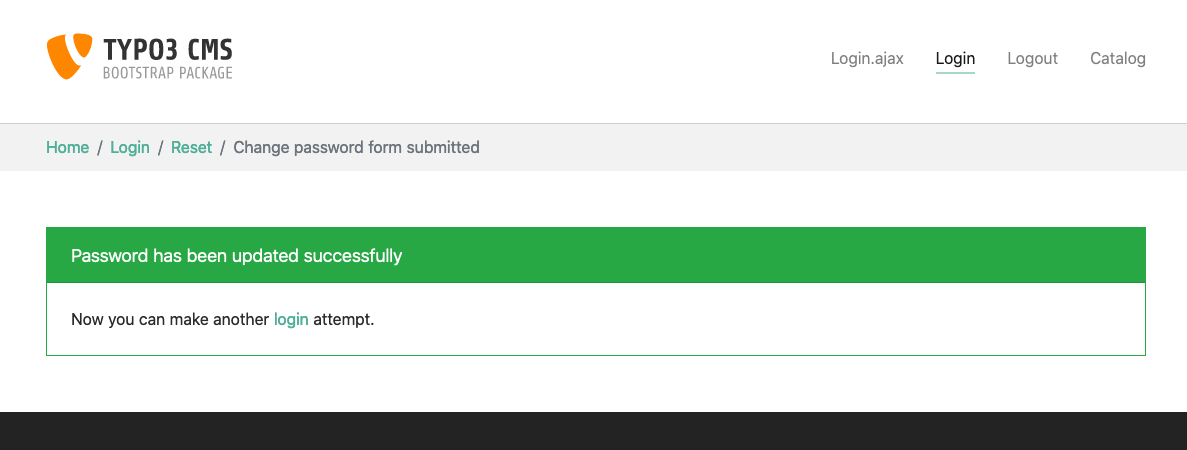 TYPO3 CMS
BOOTSTRAP PACKAGE
Login.ajax Login Logout Catalog
Home / Login / Reset / Change password form submitted
Password has been updated successfully
Now you can make another login attempt.